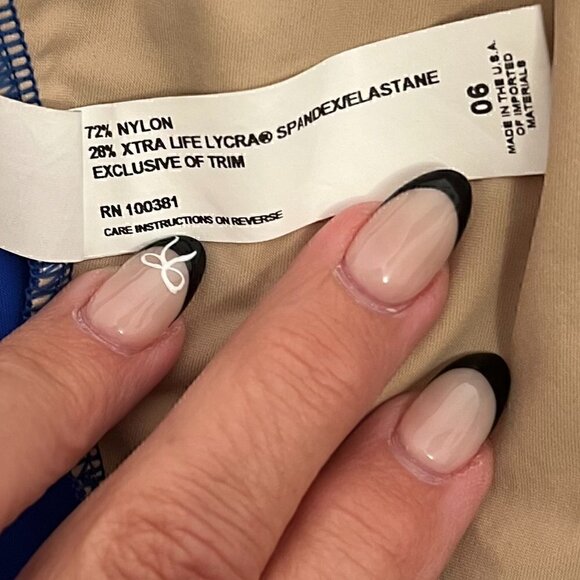 72% NYLON
28% XTRA LIFE LYCRA® SPANDEX/ELASTANE
EXCLUSIVE OF TRIM
RN 100381
CARE INSTRUCTIONS ON REVERSE
06
MADE IN THE U.S.A.
OF IMPORTED
MATERIALS